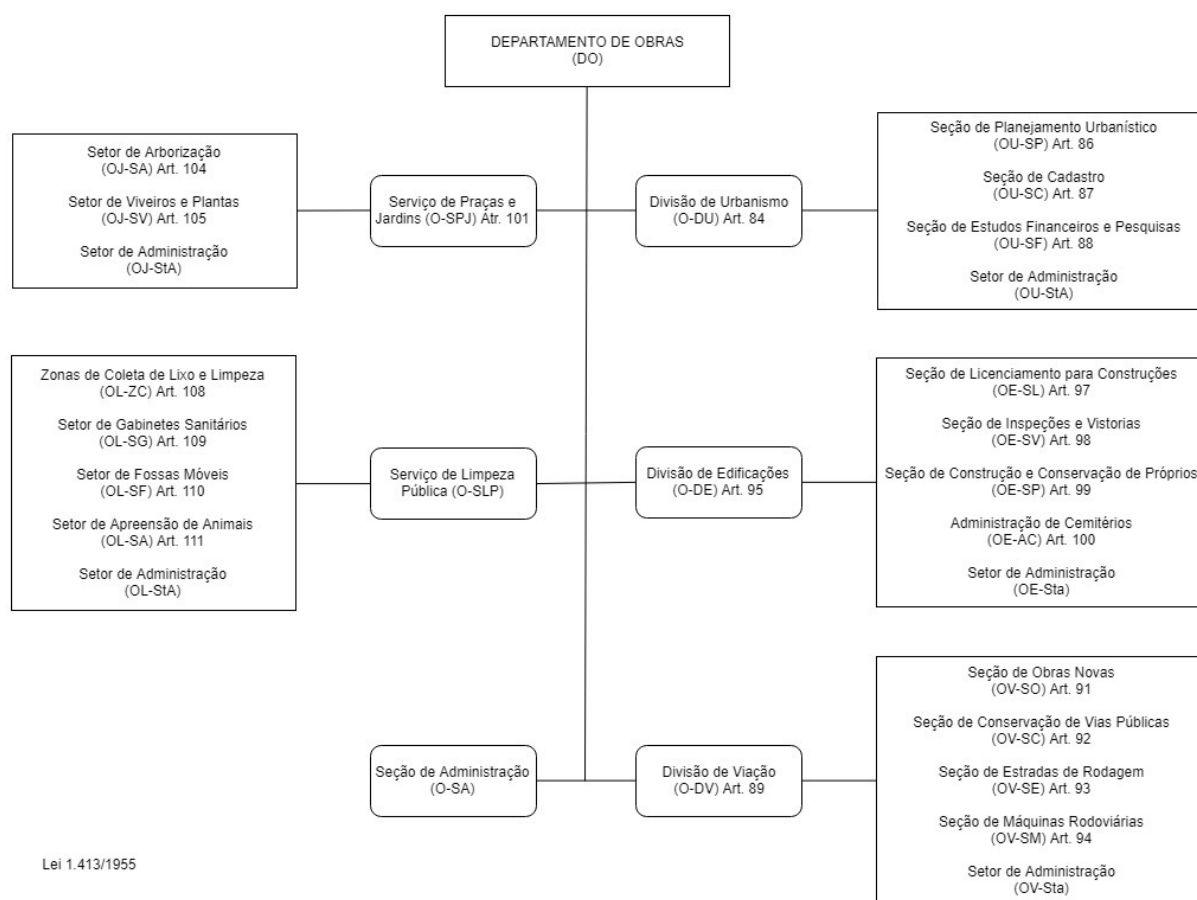 DEPARTAMENTO DE OBRAS
(DO)
Setor de Arborização
(OJ-SA) Art. 104
Setor de Viveiros e Plantas
(OJ-SV) Art. 105
Setor de Administração
(OJ-StA)
Serviço de Praças e
Jardins (O-SPJ) Atr. 101
Divisão de Urbanismo
(O-DU) Art. 84
Seção de Planejamento Urbanístico
(OU-SP) Art. 86
Seção de Cadastro
(OU-SC) Art. 87
Seção de Estudos Financeiros e Pesquisas
(OU-SF) Art. 88
Setor de Administração
(OU-StA)
Zonas de Coleta de Lixo e Limpeza
(OL-ZC) Art. 108
Setor de Gabinetes Sanitários
(OL-SG) Art. 109
Setor de Fossas Móveis
(OL-SF) Art. 110
Setor de Apreensão de Animais
(OL-SA) Art. 111
Setor de Administração
(OL-StA)
Serviço de Limpeza
Pública (O-SLP)
Divisão de Edificações
(O-DE) Art. 95
Seção de Licenciamento para Construções
(OE-SL) Art. 97
Seção de Inspeções e Vistorias
(OE-SV) Art. 98
Seção de Construção e Conservação de Próprios
(OE-SP) Art. 99
Administração de Cemitérios
(OE-AC) Art. 100
Setor de Administração
(OE-Sta)
Seção de Administração
(O-SA)
Divisão de Viação
(O-DV) Art. 89
Seção de Obras Novas
(OV-SO) Art. 91
Seção de Conservação de Vias Públicas
(OV-SC) Art. 92
Seção de Estradas de Rodagem
(OV-SE) Art. 93
Seção de Máquinas Rodoviárias
(OV-SM) Art. 94
Setor de Administração
(OV-Sta)
Lei 1.413/1955